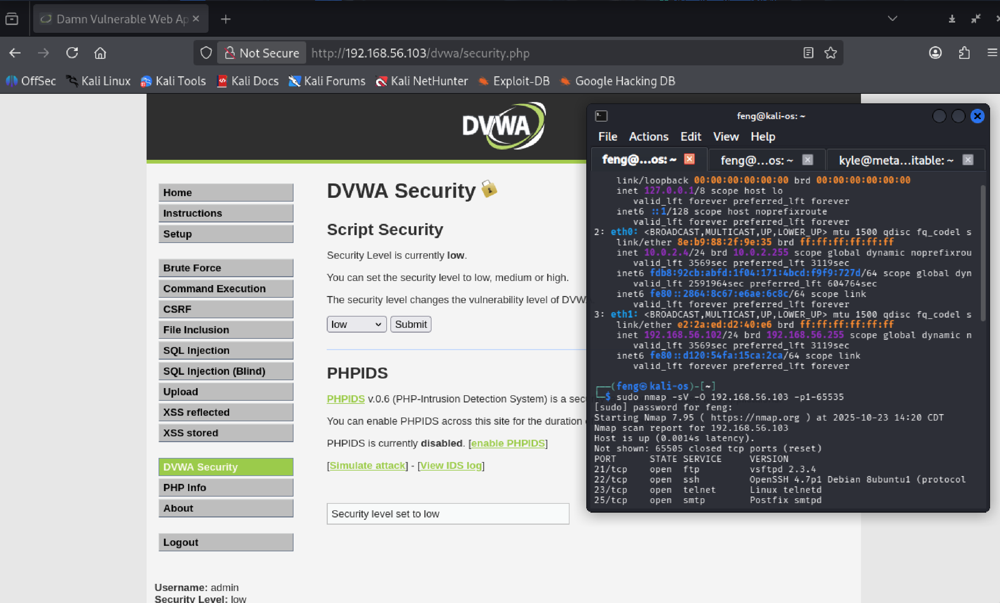 Damn Vulnerable Web Ap
Not Secure
http://192.168.56.103/dvwa/security.php
OffSec Kali Linux Kali Tools Kali Docs Kali Forums Kali NetHunter Exploit-DB Google Hacking DB
DVWA
Home
Instructions
Setup
Brute Force
Command Execution
CSRF
File Inclusion
SQL Injection
SQL Injection (Blind)
Upload
XSS reflected
XSS stored
DVWA Security
PHP Info
About
Logout
Username: admin
Security Level: low
DVWA Security
Script Security
Security Level is currently low.
You can set the security level to low, medium or high.
The security level changes the vulnerability level of DVWA.
low Submit
PHPIDS
PHPIDS v.0.6 (PHP-Intrusion Detection System) is a sec
You can enable PHPIDS across this site for the duration
PHPIDS is currently disabled. [enable PHPIDS]
[Simulate attack] - [View IDS log]
Security level set to low
feng@kali-os: ~
File Actions Edit View Help
feng@...os: ~ feng@...os: ~ kyle@meta...itable: ~
link/loopback 00:00:00:00:00:00 brd 00:00:00:00:00:00
inet 127.0.0.1/8 scope host lo
valid_lft forever preferred_lft forever
inet6 ::1/128 scope host noprefixroute
valid_lft forever preferred_lft forever
2: eth0: <BROADCAST,MULTICAST,UP,LOWER_UP> mtu 1500 qdisc fq_codel s
link/ether 8e:b9:88:2f:9e:35 brd ff:ff:ff:ff:ff:ff
inet 10.0.2.4/24 brd 10.0.2.255 scope global dynamic noprefixrou
valid_lft 3569sec preferred_lft 3119sec
inet6 fdb8:92cb:abfd:1f04:171:4bcd:f9f9:727d/64 scope global dyn
valid_lft 2591964sec preferred_lft 604764sec
inet6 fe80::2864:8c67:e6ae:6c8c/64 scope link
valid_lft forever preferred_lft forever
3: eth1: <BROADCAST,MULTICAST,UP,LOWER_UP> mtu 1500 qdisc fq_codel s
link/ether e2:2a:ed:d2:40:e6 brd ff:ff:ff:ff:ff:ff
inet 192.168.56.102/24 brd 192.168.56.255 scope global dynamic n
valid_lft 3569sec preferred_lft 3119sec
inet6 fe80::d120:54fa:15ca:2ca/64 scope link
valid_lft forever preferred_lft forever
┌──(feng㉿kali-os)-[~]
└─$ sudo nmap -sV -O 192.168.56.103 -p1-65535
[sudo] password for feng:
Starting Nmap 7.95 ( https://nmap.org ) at 2025-10-23 14:20 CDT
Nmap scan report for 192.168.56.103
Host is up (0.0014s latency).
Not shown: 65505 closed tcp ports (reset)
PORT STATE SERVICE VERSION
21/tcp open ftp vsftpd 2.3.4
22/tcp open ssh OpenSSH 4.7p1 Debian 8ubuntu1 (protocol
23/tcp open telnet Linux telnetd
25/tcp open smtp Postfix smtpd